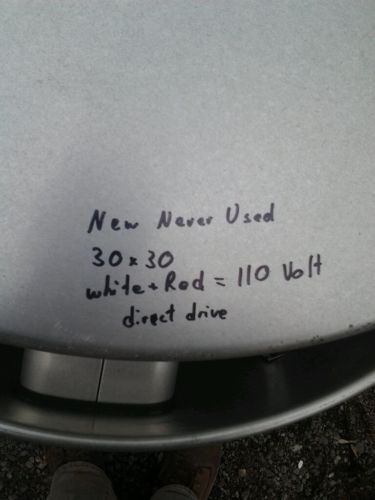 New Never Used
30 x 30
white + Red = 110 Volt
direct drive